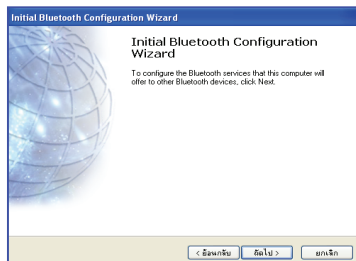 Initial Bluetooth Configuration Wizard
Initial Bluetooth Configuration
Wizard
To configure the Bluetooth services that this computer will
offer to other Bluetooth devices, click Next.
< ย้อนกลับ
ถัดไป >
ยกเลิก